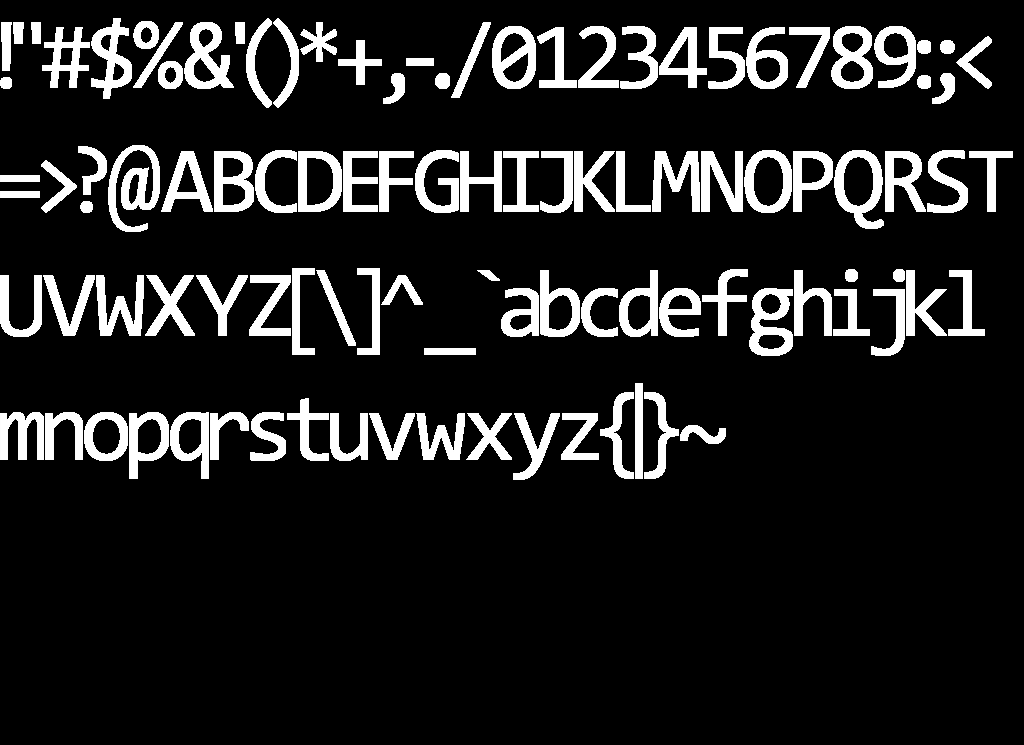 !"#$%&'()*+,-./0123456789:;<
=>?@ABCDEFGHIJKLMNOPQRST
UVWXYZ[\]^_`abcdefghijkl
mnopqrstuvwxyz{|}~